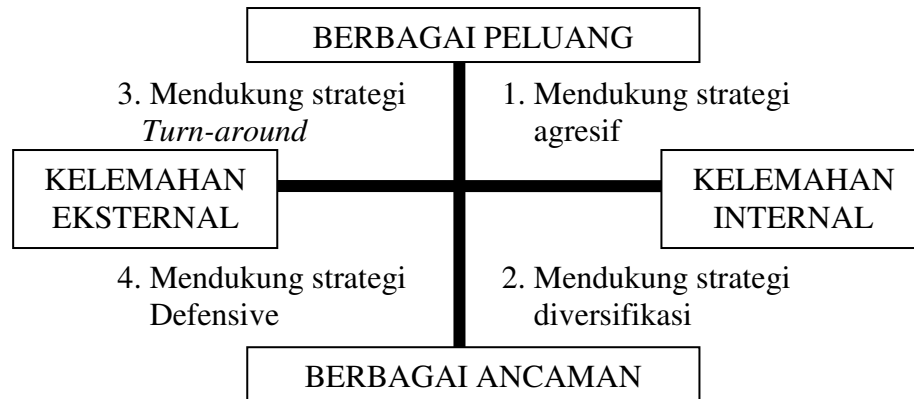 BERBAGAI PELUANG
3. Mendukung strategi
Turn-around
1. Mendukung strategi
agresif
KELEMAHAN
EKSTERNAL
KELEMAHAN
INTERNAL
4. Mendukung strategi
Defensive
2. Mendukung strategi
diversifikasi
BERBAGAI ANCAMAN